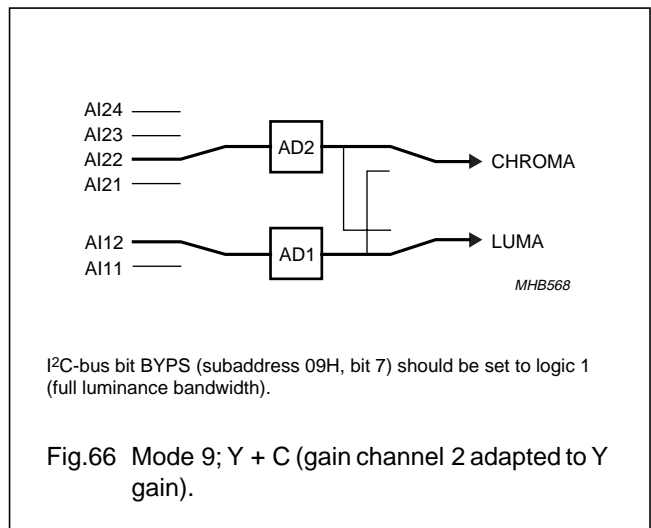 AI24
AI23
AI22
AI21
AD2
CHROMA
AI12
AI11
AD1
LUMA
MHB568
I²C-bus bit BYPS (subaddress 09H, bit 7) should be set to logic 1
(full luminance bandwidth).
Fig.66 Mode 9; Y + C (gain channel 2 adapted to Y
gain).